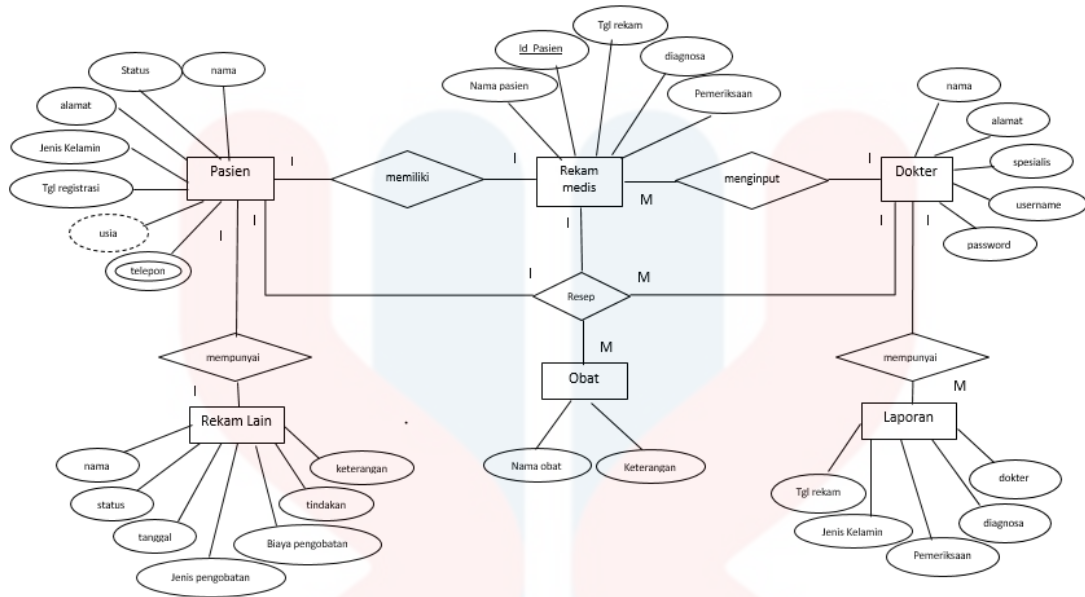 Tgl rekam
Id_Pasien
diagnosa
Nama pasien
Pemeriksaan
Status
nama
alamat
Jenis Kelamin
Tgl registrasi
usia
telepon
Pasien
I
memiliki
I
Rekam
medis
M
menginput
I
Dokter
nama
alamat
spesialis
username
password
I
I
I
I
I
I
Resep
M
M
Obat
Nama obat
Keterangan
mempunyai
I
Rekam Lain
nama
status
tanggal
Jenis pengobatan
Biaya pengobatan
tindakan
keterangan
mempunyai
M
Laporan
Tgl rekam
Jenis Kelamin
Pemeriksaan
diagnosa
dokter